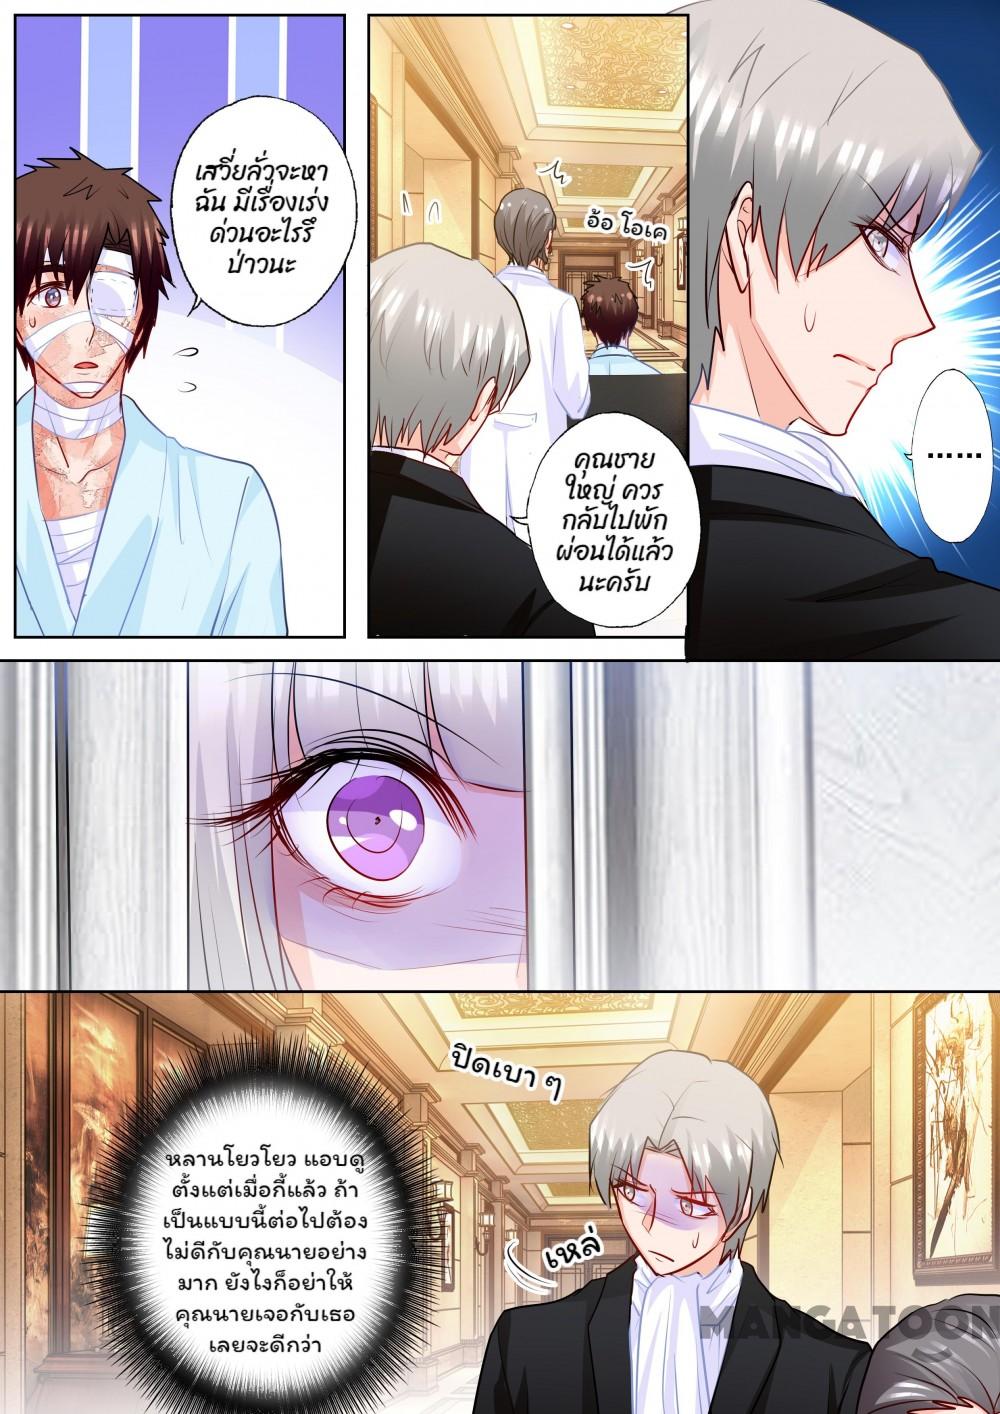 เสวี่ยลั่วจะหา
ฉัน มีเรื่องเร่ง
ด่วนอะไรรึ
ป่าวนะ
อ้อ โอเค
คุณชาย
ใหญ่ ควร
กลับไปพัก
ผ่อนได้แล้ว
นะครับ
......
ปิดเบา ๆ
หลานโยวโยว แอบดู
ตั้งแต่เมื่อกี้แล้ว ถ้า
เป็นแบบนี้ต่อไปต้อง
ไม่ดีกับคุณนายอย่าง
มาก ยังไงก็อย่าให้
คุณนายเจอกับเธอ
เลยจะดีกว่า
เหล่
MANGATOON